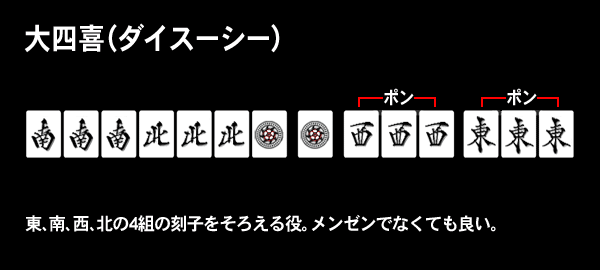 大四喜(ダイスーシー)
ポン ポン
南南南北北北 西西西 東東東
東、南、西、北の4組の刻子をそろえる役。メンゼンでなくても良い。